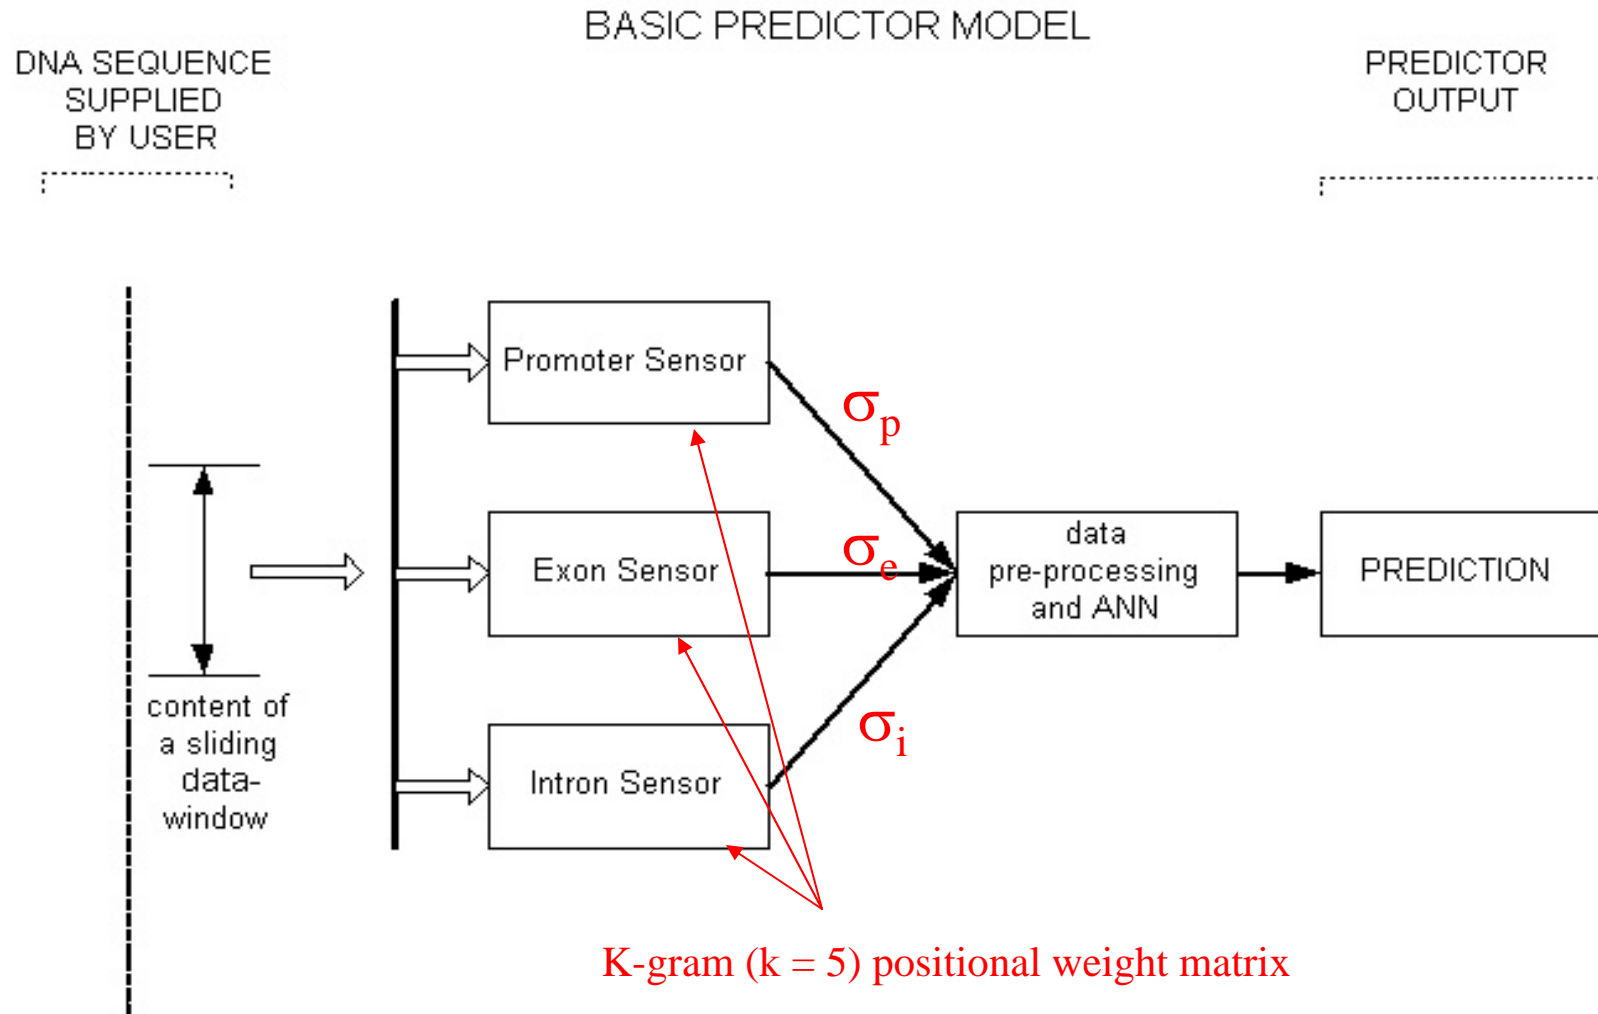 BASIC PREDICTOR MODEL
DNA SEQUENCE
SUPPLIED
BY USER
PREDICTOR
OUTPUT
Promoter Sensor
σp
Exon Sensor
σe
data
pre-processing
and ANN
PREDICTION
content of
a sliding
data-
window
Intron Sensor
σi
K-gram (k = 5) positional weight matrix